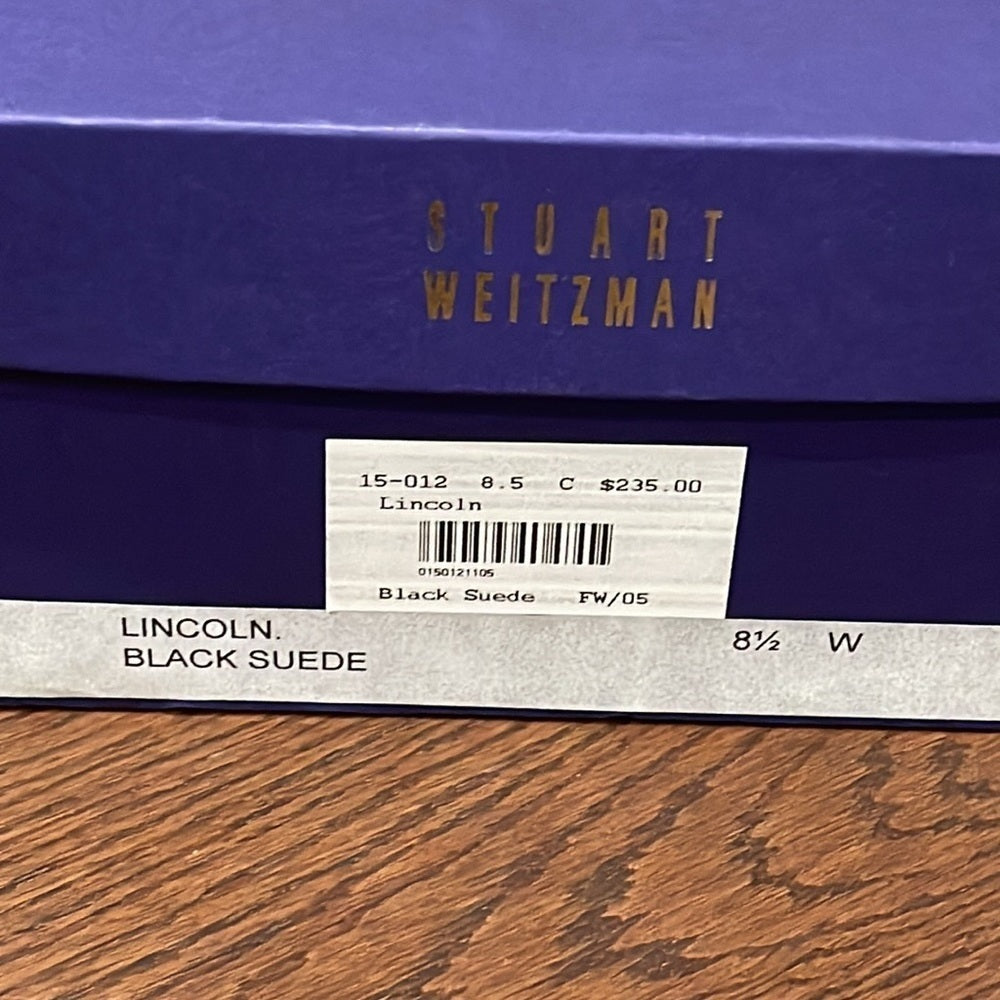 STUART
WEITZMAN
15-012 8.5 C $235.00
Lincoln
0150121105
Black Suede FW/05
LINCOLN. 8½ W
BLACK SUEDE